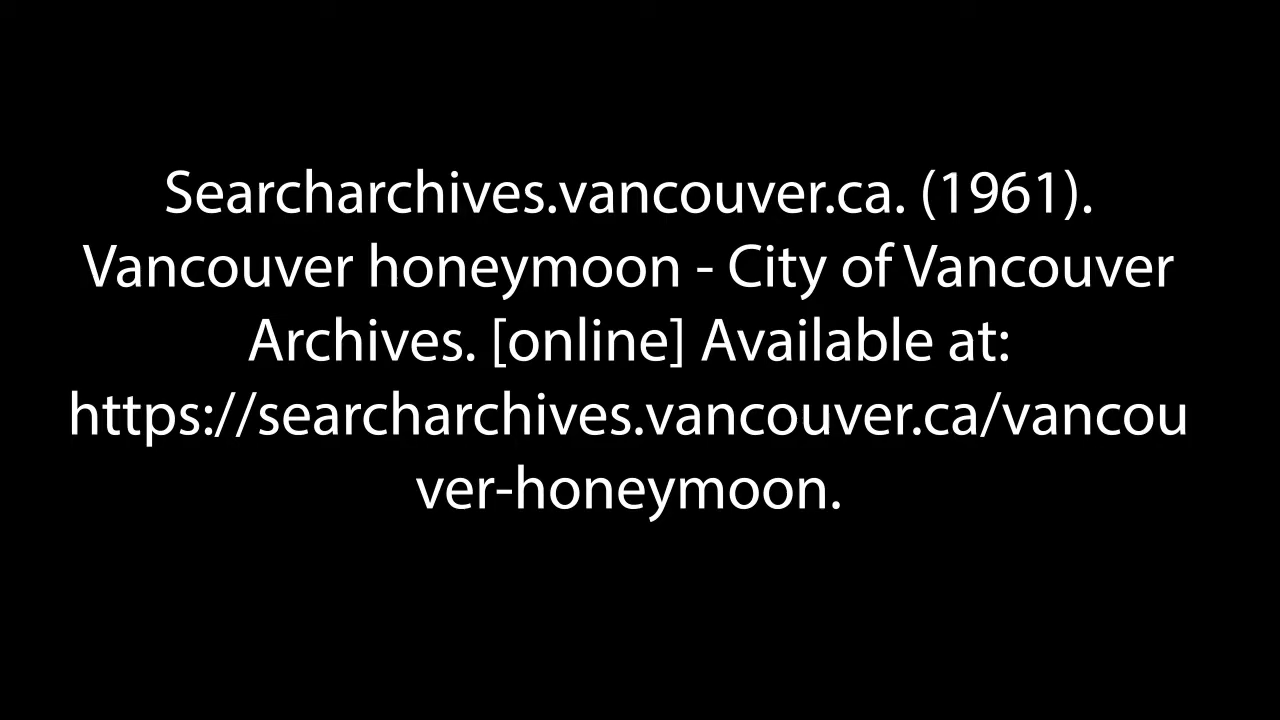 Searcharchives.vancouver.ca. (1961).
Vancouver honeymoon - City of Vancouver
Archives. [online] Available at:
https://searcharchives.vancouver.ca/vancou
ver-honeymoon.